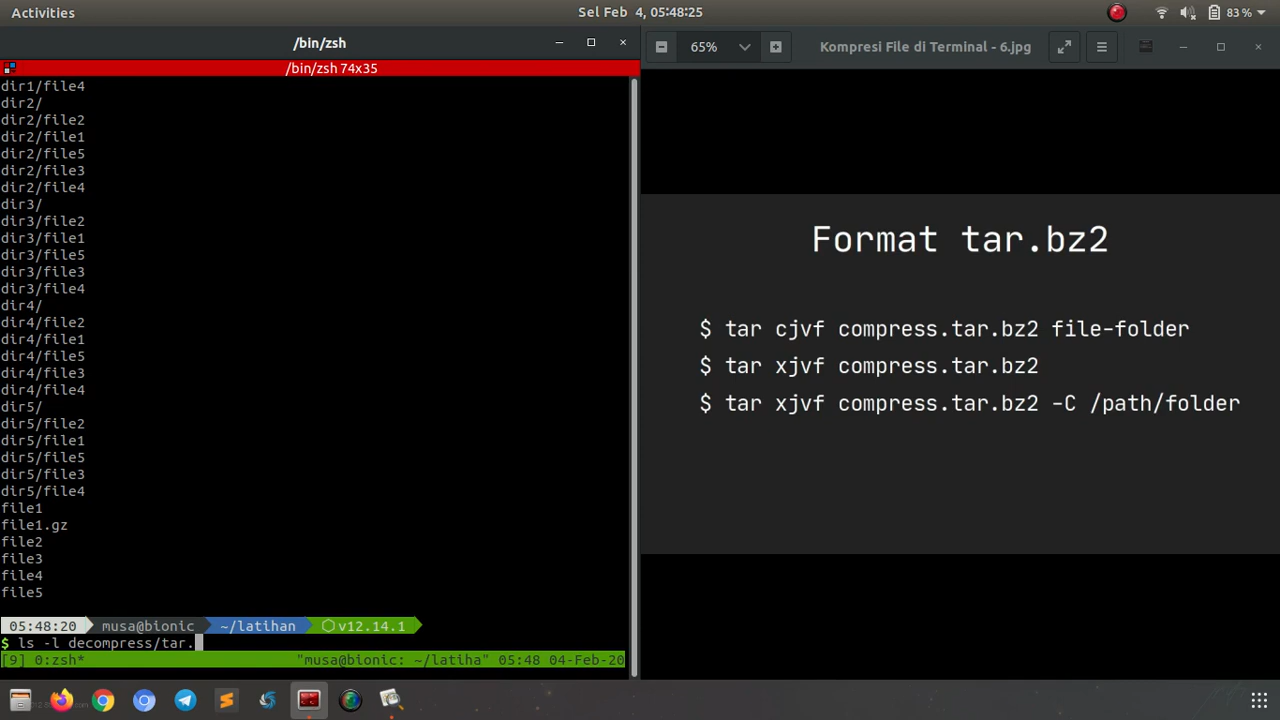 Activities
Sel Feb 4, 05:48:25
83 %
/bin/zsh
/bin/zsh 74x35
dir1/file4
dir2/
dir2/file2
dir2/file1
dir2/file5
dir2/file3
dir2/file4
dir3/
dir3/file2
dir3/file1
dir3/file5
dir3/file3
dir3/file4
dir4/
dir4/file2
dir4/file1
dir4/file5
dir4/file3
dir4/file4
dir5/
dir5/file2
dir5/file1
dir5/file5
dir5/file3
dir5/file4
file1
file1.gz
file2
file3
file4
file5
05:48:20 musa@bionic ~/latihan v12.14.1
$ ls -l decompress/tar.
[9] 0:zsh* "musa@bionic: ~/latiha" 05:48 04-Feb-20
65%
Kompresi File di Terminal - 6.jpg
Format tar.bz2
$ tar cjvf compress.tar.bz2 file-folder
$ tar xjvf compress.tar.bz2
$ tar xjvf compress.tar.bz2 -C /path/folder